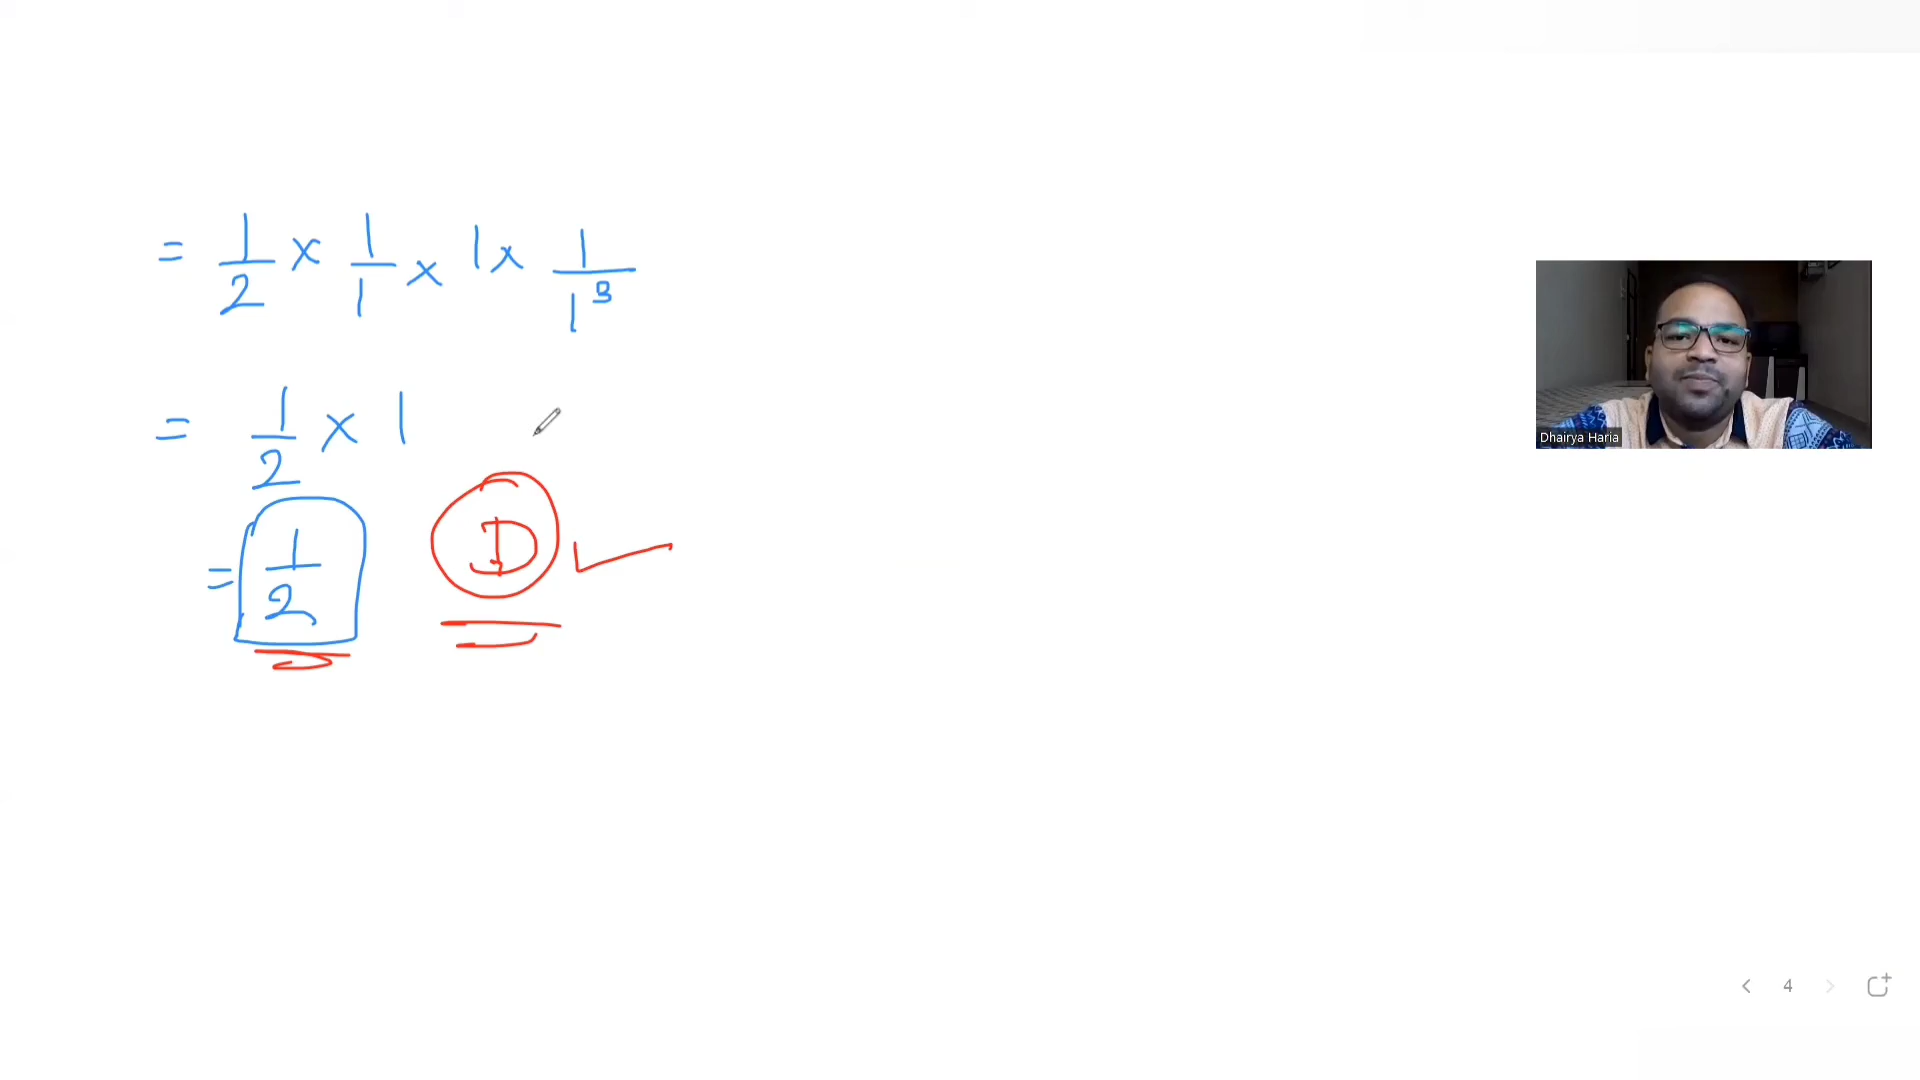 = 1/2 x 1/1 x 1 x 1/1³
= 1/2 x 1
= 1/2 D
Dhairya Haria
4